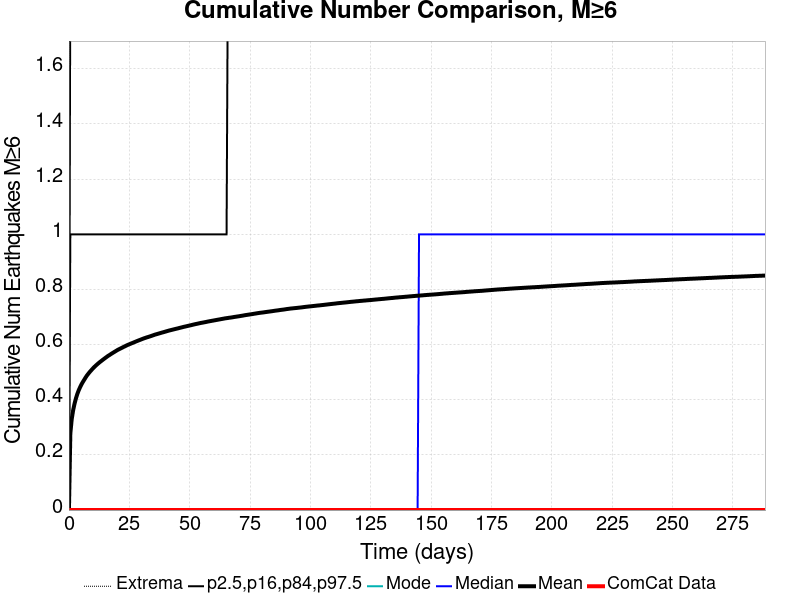 Cumulative Number Comparison, M≥6
Cumulative Num Earthquakes M≥6
1.6
1.4
1.2
1
0.8
0.6
0.4
0.2
0
0 25 50 75 100 125 150 175 200 225 250 275
Time (days)
Extrema p2.5,p16,p84,p97.5 Mode Median Mean ComCat Data